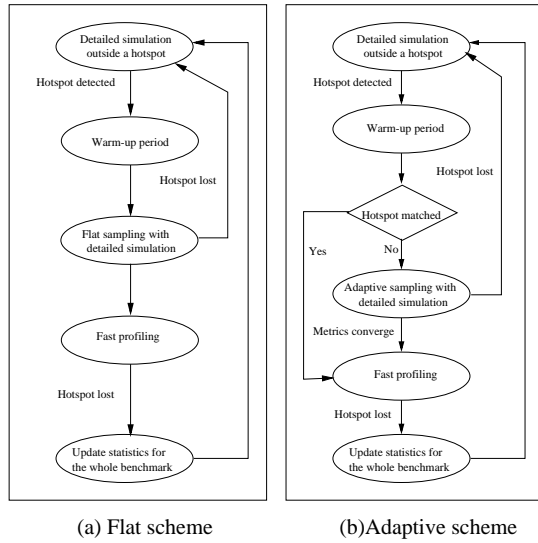 Detailed simulation
outside a hotspot
Hotspot detected
Warm-up period
Hotspot lost
Flat sampling with
detailed simulation
Fast profiling
Hotspot lost
Update statistics for
the whole benchmark
(a) Flat scheme
Detailed simulation
outside a hotspot
Hotspot detected
Warm-up period
Hotspot lost
Hotspot matched
Yes
No
Adaptive sampling with
detailed simulation
Metrics converge
Fast profiling
Hotspot lost
Update statistics for
the whole benchmark
(b)Adaptive scheme